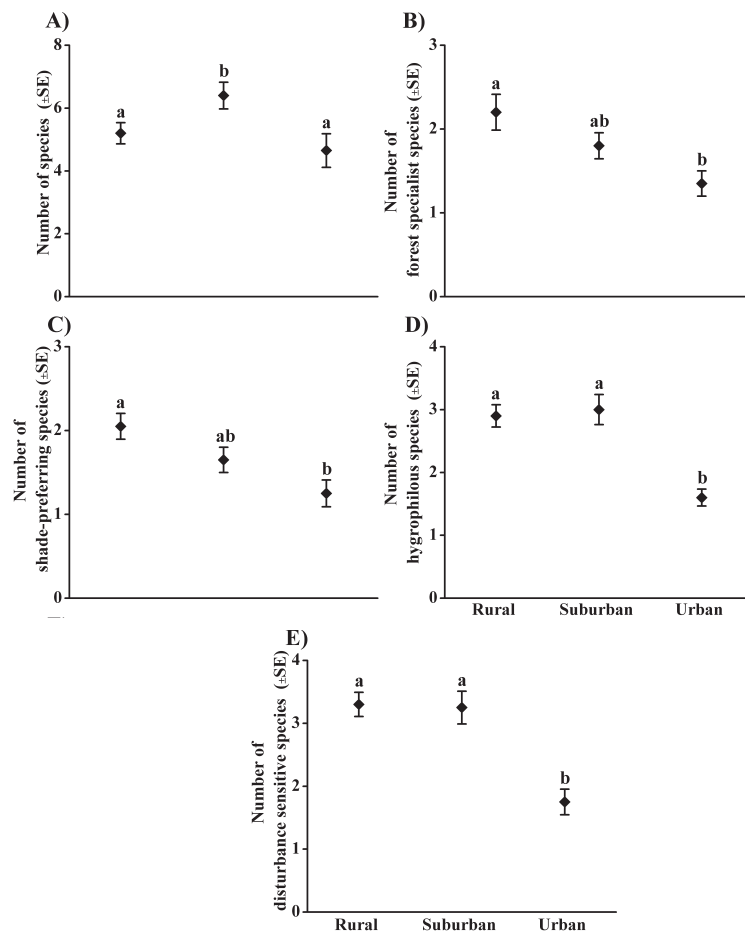 A)
Number of species (±SE)
8
6
4
2
0
a
b
a
B)
Number of
forest specialist species (±SE)
3
2
1
0
a
ab
b
C)
Number of
shade-preferring species (±SE)
3
2
1
0
a
ab
b
D)
Number of
hygrophilous species (±SE)
4
3
2
1
0
a
a
b
Rural Suburban Urban
E)
Number of
disturbance sensitive species (±SE)
4
3
2
1
0
a
a
b
Rural Suburban Urban